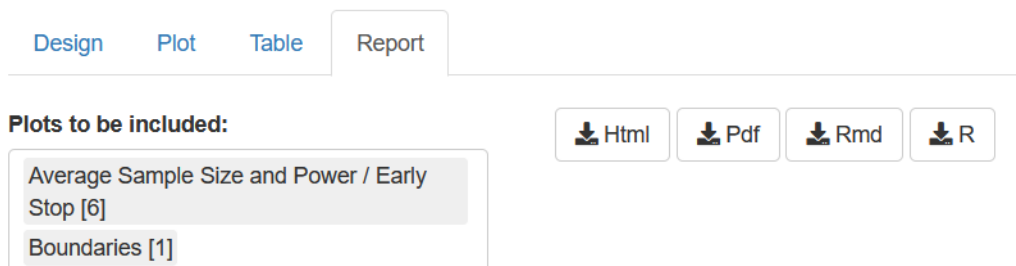 Design Plot Table Report
Plots to be included:
Html Pdf Rmd R
Average Sample Size and Power / Early
Stop [6]
Boundaries [1]